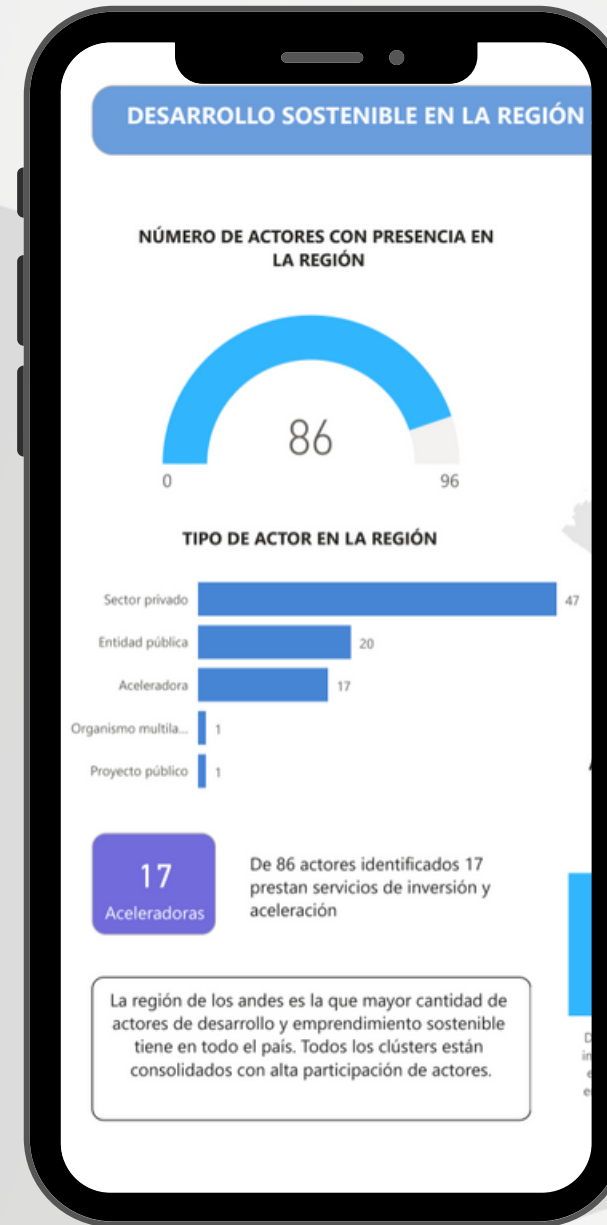 DESARROLLO SOSTENIBLE EN LA REGIÓN
NÚMERO DE ACTORES CON PRESENCIA EN
LA REGIÓN
86
0
96
TIPO DE ACTOR EN LA REGIÓN
Sector privado 47
Entidad pública 20
Aceleradora 17
Organismo multila... 1
Proyecto público 1
17
Aceleradoras
De 86 actores identificados 17
prestan servicios de inversión y
aceleración
La región de los andes es la que mayor cantidad de
actores de desarrollo y emprendimiento sostenible
tiene en todo el país. Todos los clústers están
consolidados con alta participación de actores.